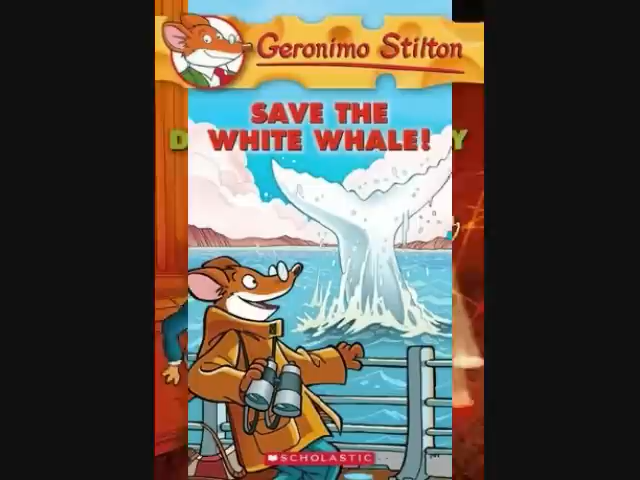 Geronimo Stilton
SAVE THE
WHITE WHALE!
D
Y
SCHOLASTIC